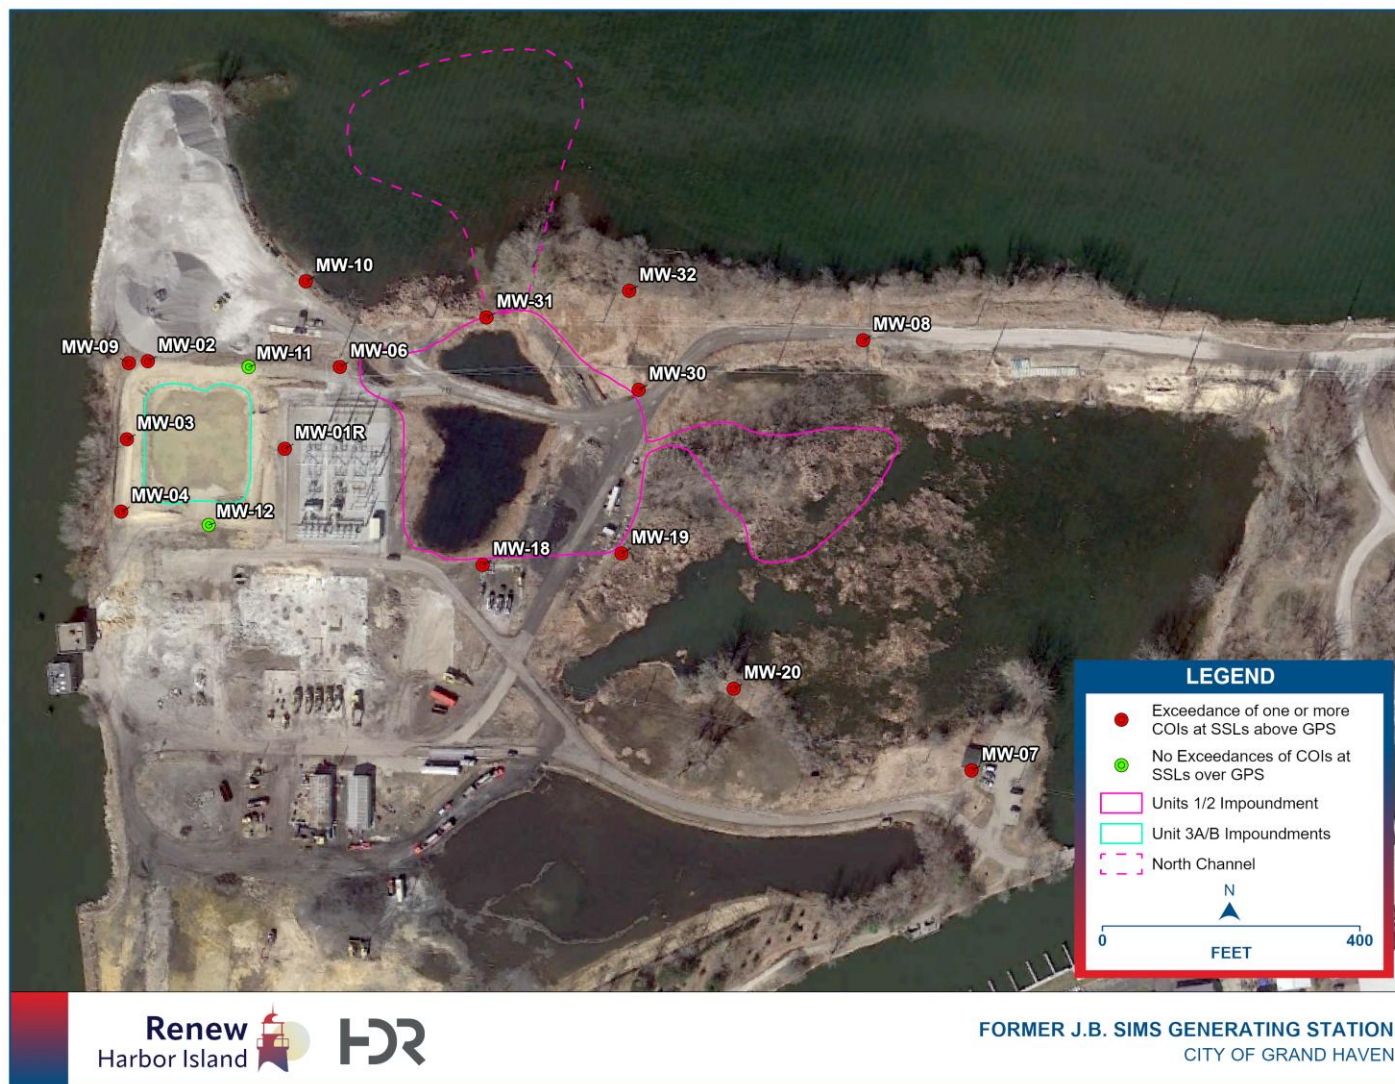 MW-10
MW-32
MW-31
MW-08
MW-09
MW-02
MW-11
MW-06
MW-30
MW-03
MW-01R
MW-04
MW-12
MW-18
MW-19
MW-20
MW-07
LEGEND
Exceedance of one or more
COIs at SSLs above GPS
No Exceedances of COIs at
SSLs over GPS
Units 1/2 Impoundment
Unit 3A/B Impoundments
North Channel
N
0
400
FEET
Renew
Harbor Island
HDR
FORMER J.B. SIMS GENERATING STATION
CITY OF GRAND HAVEN